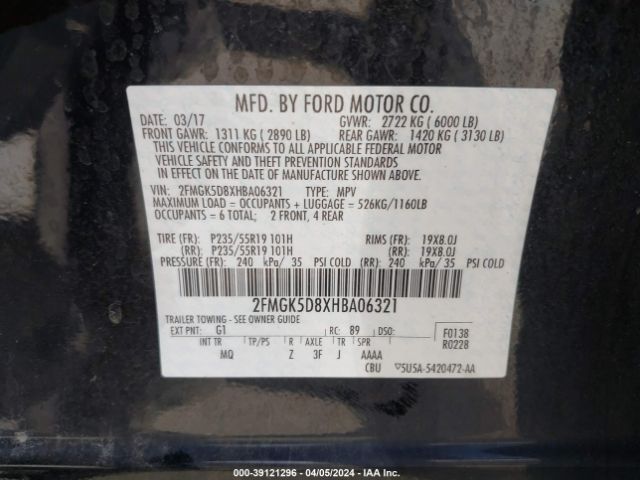 MFD. BY FORD MOTOR CO.
DATE: 03/17 GVWR: 2722 KG ( 6000 LB)
FRONT GAWR: 1311 KG ( 2890 LB) REAR GAWR: 1420 KG ( 3130 LB)
THIS VEHICLE CONFORMS TO ALL APPLICABLE FEDERAL MOTOR
VEHICLE SAFETY AND THEFT PREVENTION STANDARDS
IN EFFECT ON THE DATE OF MANUFACTURE SHOWN ABOVE.
VIN: 2FMGK5D8XHBA06321 TYPE: MPV
MAXIMUM LOAD = OCCUPANTS + LUGGAGE = 526KG/1160LB
OCCUPANTS = 6 TOTAL; 2 FRONT, 4 REAR
TIRE (FR): P235/55R19 101H RIMS (FR): 19X8.0J
(RR): P235/55R19 101H (RR): 19X8.0J
PRESSURE (FR): 240 kPa/ 35 PSI COLD (RR): 240 kPa/ 35 PSI COLD
2FMGK5D8XHBA06321
TRAILER TOWING - SEE OWNER GUIDE
EXT PNT: G1 RC: 89 DSO: F0138
INT TR TP/PS R AXLE TR SPR R0228
MQ Z 3F J AAAA
CBU 5U5A-5420472-AA
000-39121296 - 04/05/2024 - IAA Inc.